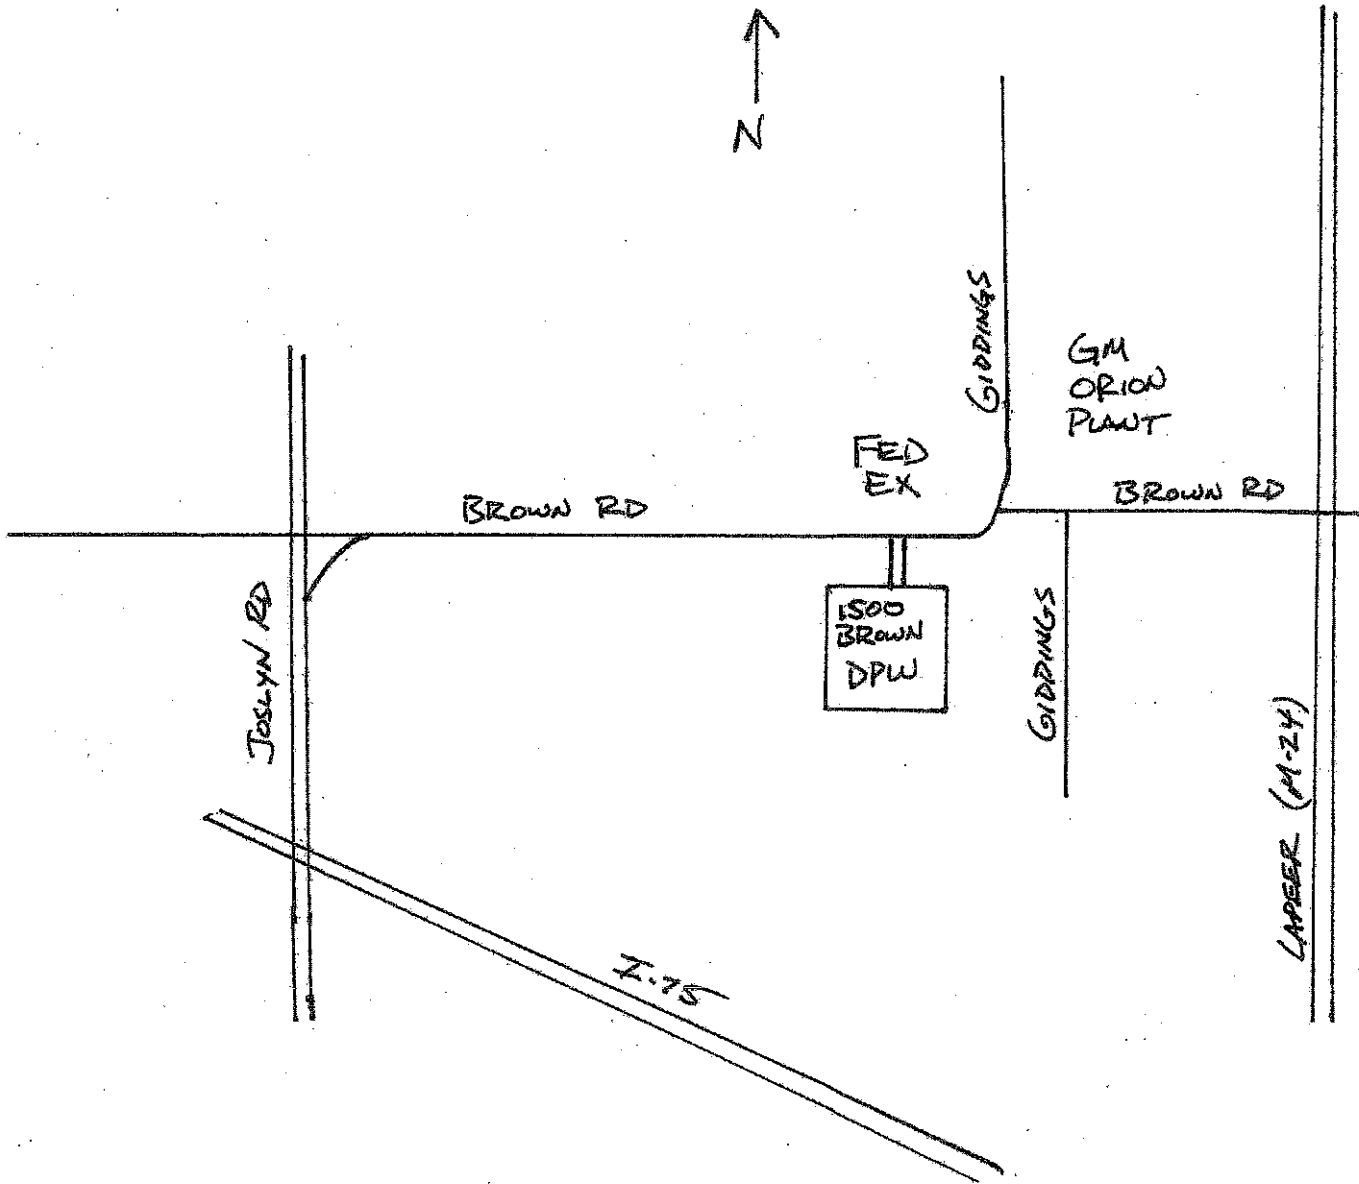 N
GIDDINGS
GM
ORION
PLANT
FED
EX
BROWN RD
BROWN RD
JOSLYN RD
1500
BROWN
DPW
GIDDINGS
LAPEER (M-24)
I-75